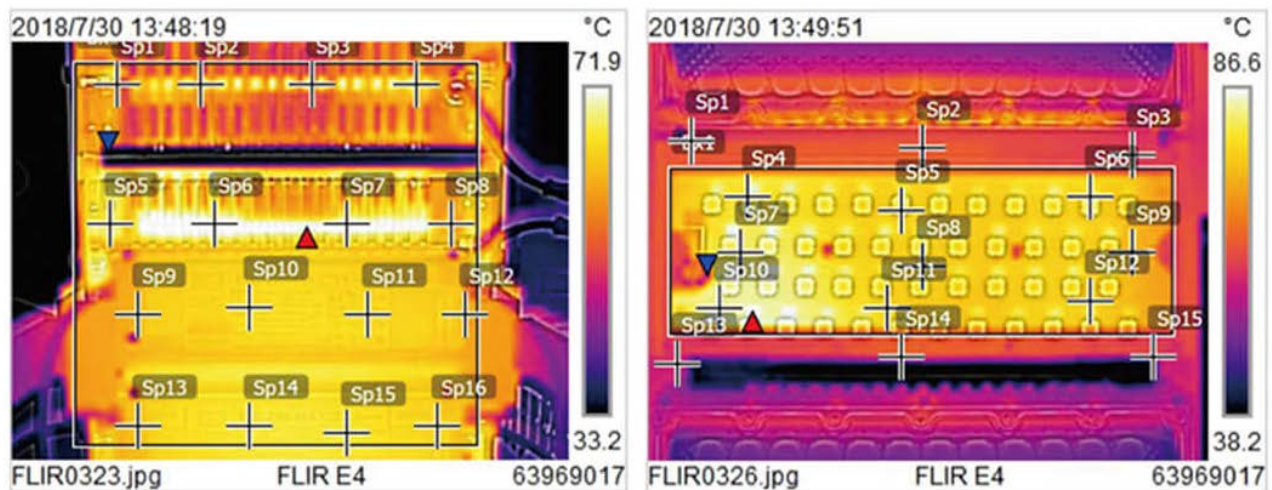 2018/7/30 13:48:19 °C
71.9
Sp1 Sp2 Sp3 Sp4
Sp5 Sp6 Sp7 Sp8
Sp9 Sp10 Sp11 Sp12
Sp13 Sp14 Sp15 Sp16
33.2
FLIR0323.jpg FLIR E4 63969017
2018/7/30 13:49:51 °C
86.6
Sp1 Sp2 Sp3
Sp4 Sp5 Sp6
Sp7 Sp8 Sp9
Sp10 Sp11 Sp12
Sp13 Sp14 Sp15
38.2
FLIR0326.jpg FLIR E4 63969017